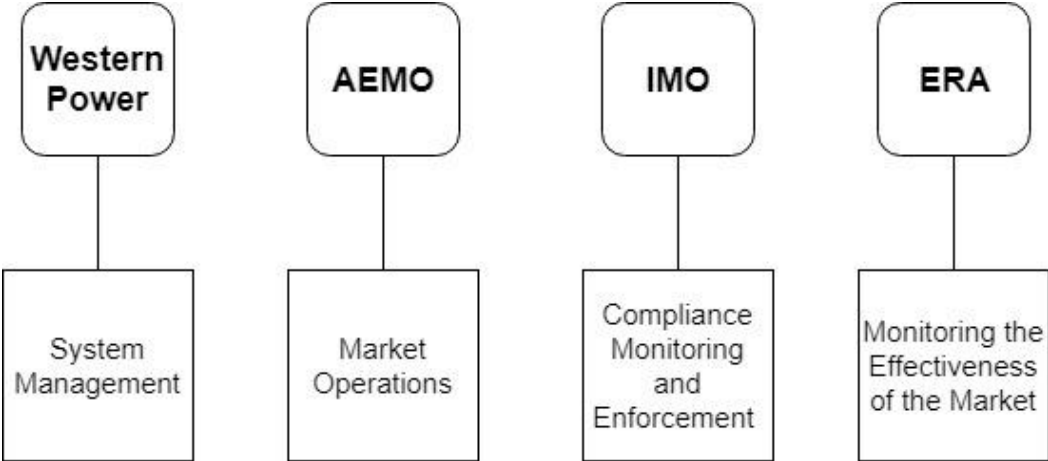 Western
Power
AEMO
IMO
ERA
System
Management
Market
Operations
Compliance
Monitoring
and
Enforcement
Monitoring the
Effectiveness
of the Market